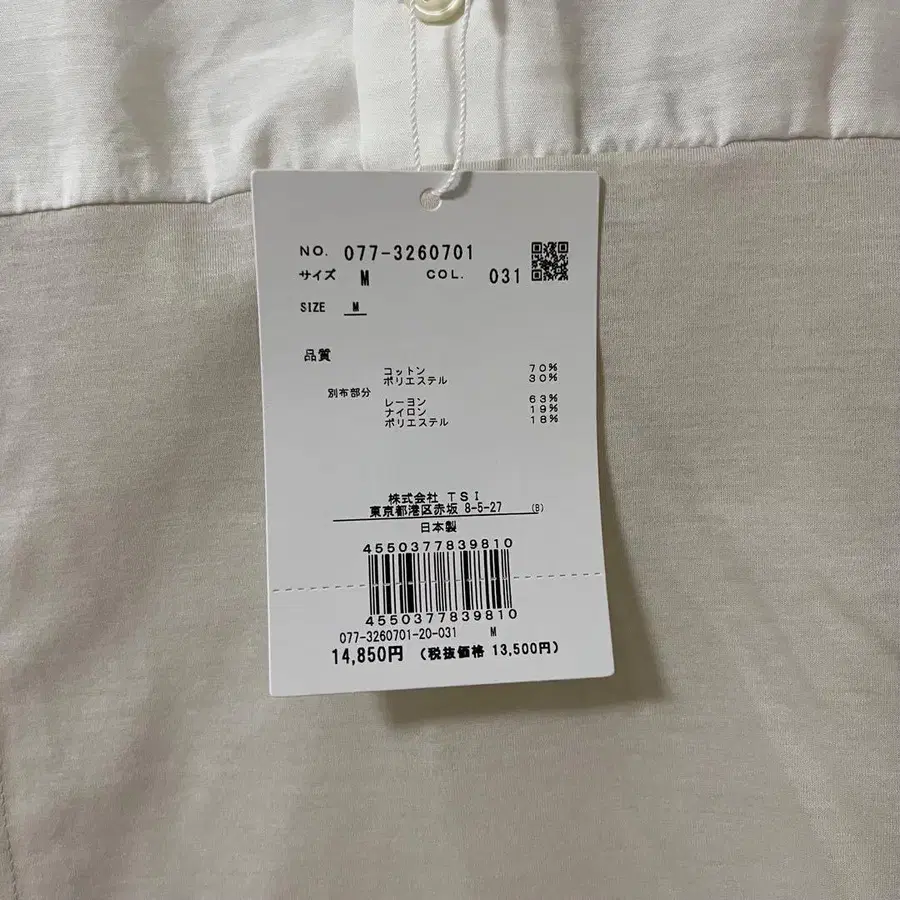 NO. 077-3260701
サイズ M COL. 031
SIZE M
品質
コットン 70%
ポリエステル 30%
別布部分
レーヨン 63%
ナイロン 19%
ポリエステル 18%
株式会社 TSI
東京都港区赤坂 8-5-27 (B)
日本製
4550377839810
4550377839810
077-3260701-20-031 M
14,850円 (税抜価格 13,500円)